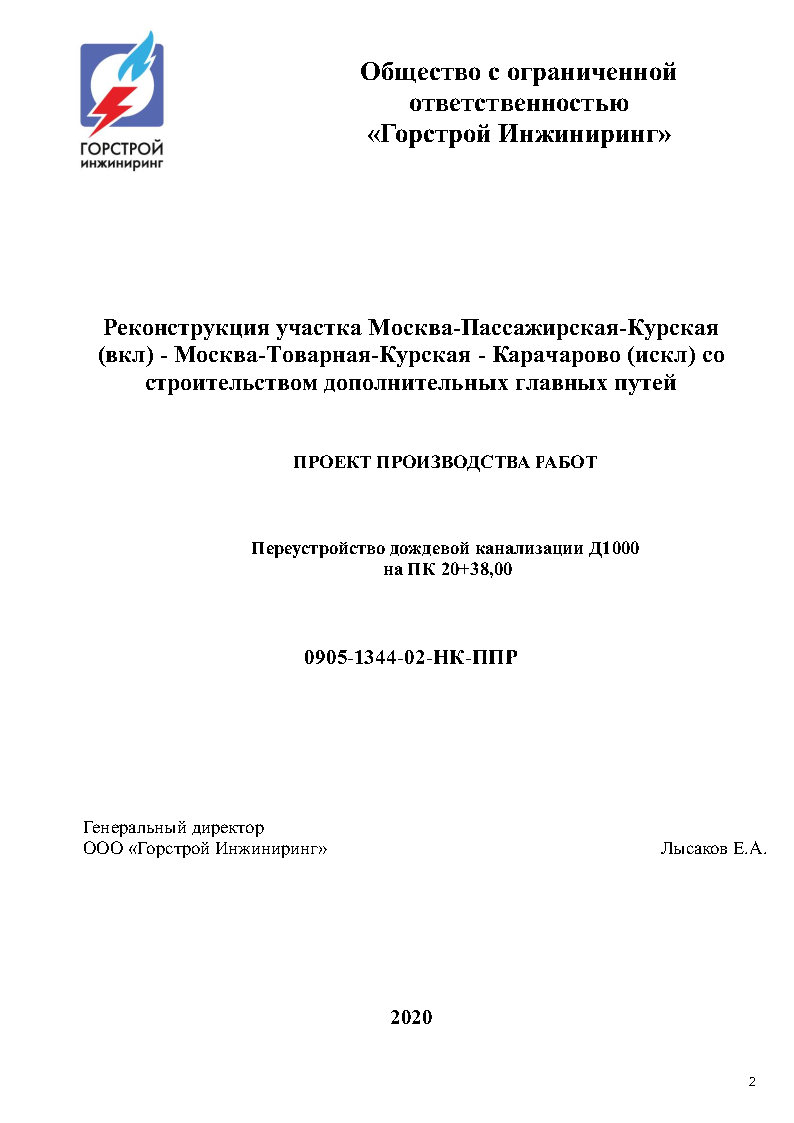 ГОРСТРОЙ
инжиниринг
Общество с ограниченной
ответственностью
«Горстрой Инжиниринг»
Реконструкция участка Москва-Пассажирская-Курская
(вкл) - Москва-Товарная-Курская - Карачарово (искл) со
строительством дополнительных главных путей
ПРОЕКТ ПРОИЗВОДСТВА РАБОТ
Переустройство дождевой канализации Д1000
на ПК 20+38,00
0905-1344-02-НК-ППР
Генеральный директор
ООО «Горстрой Инжиниринг» Лысаков Е.А.
2020
2